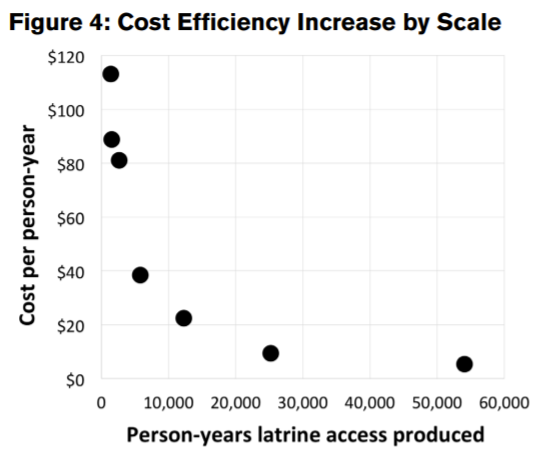 Figure 4: Cost Efficiency Increase by Scale
$120
$100
$80
$60
$40
$20
$0
Cost per person-year
0 10,000 20,000 30,000 40,000 50,000 60,000
Person-years latrine access produced